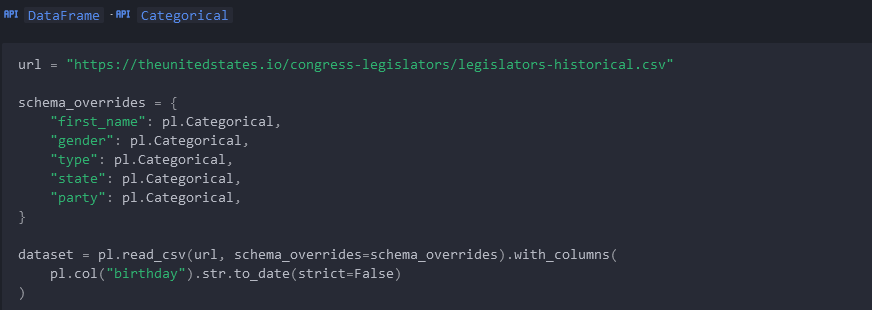 API DataFrame · API Categorical
url = "https://theunitedstates.io/congress-legislators/legislators-historical.csv"
schema_overrides = {
    "first_name": pl.Categorical,
    "gender": pl.Categorical,
    "type": pl.Categorical,
    "state": pl.Categorical,
    "party": pl.Categorical,
}
dataset = pl.read_csv(url, schema_overrides=schema_overrides).with_columns(
    pl.col("birthday").str.to_date(strict=False)
)